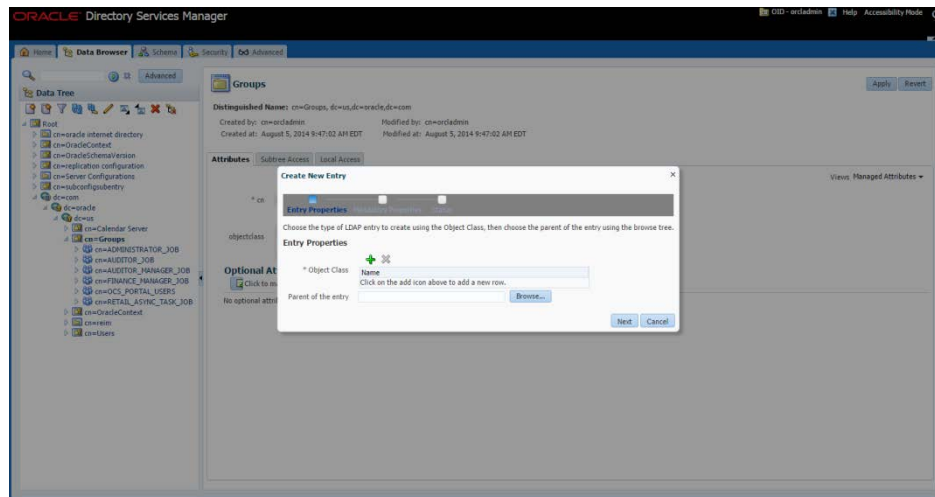 ORACLE Directory Services Manager
OID - orcladmin Help Accessibility Mode
Home Data Browser Schema Security Advanced
Advanced
Data Tree
Root
cn=oracle internet directory
cn=OracleContext
cn=OracleSchemaVersion
cn=replication configuration
cn=Server Configurations
cn=subconfigsubentry
dc=com
dc=oracle
dc=us
cn=Calendar Server
cn=Groups
cn=ADMINISTRATOR_JOB
cn=AUDITOR_JOB
cn=AUDITOR_MANAGER_JOB
cn=FINANCE_MANAGER_JOB
cn=OCS_PORTAL_USERS
cn=RETAIL_ASYNC_TASK_JOB
cn=OracleContext
cn=reim
cn=Users
Groups
Apply Revert
Distinguished Name: cn=Groups, dc=us,dc=oracle,dc=com
Created by: cn=orcladmin Modified by: cn=orcladmin
Created at: August 5, 2014 9:47:02 AM EDT Modified at: August 5, 2014 9:47:02 AM EDT
Attributes Subtree Access Local Access
Views Managed Attributes
* cn
objectclass
Optional At
Click to m
No optional attri
Create New Entry
Entry Properties Mandatory Properties Status
Choose the type of LDAP entry to create using the Object Class, then choose the parent of the entry using the browse tree.
Entry Properties
* Object Class
Name
Click on the add icon above to add a new row.
Parent of the entry Browse...
Next Cancel